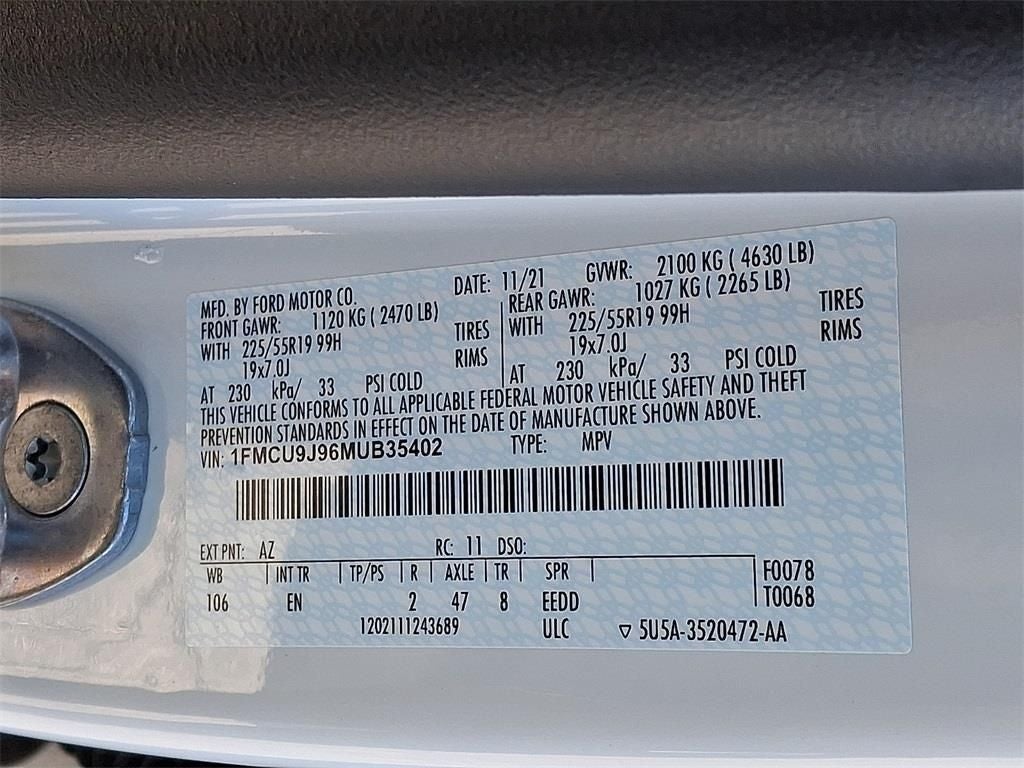 MFD. BY FORD MOTOR CO. DATE: 11/21 GVWR: 2100 KG ( 4630 LB)
FRONT GAWR: 1120 KG ( 2470 LB) REAR GAWR: 1027 KG ( 2265 LB)
WITH 225/55R19 99H TIRES WITH 225/55R19 99H TIRES
19x7.0J RIMS 19x7.0J RIMS
AT 230 kPa/ 33 PSI COLD AT 230 kPa/ 33 PSI COLD
THIS VEHICLE CONFORMS TO ALL APPLICABLE FEDERAL MOTOR VEHICLE SAFETY AND THEFT
PREVENTION STANDARDS IN EFFECT ON THE DATE OF MANUFACTURE SHOWN ABOVE.
VIN: 1FMCU9J96MUB35402 TYPE: MPV
EXT PNT: AZ RC: 11 DSO:
WB INT TR TP/PS R AXLE TR SPR F0078
106 EN 2 47 8 EEDD T0068
1202111243689 ULC ▽ 5U5A-3520472-AA